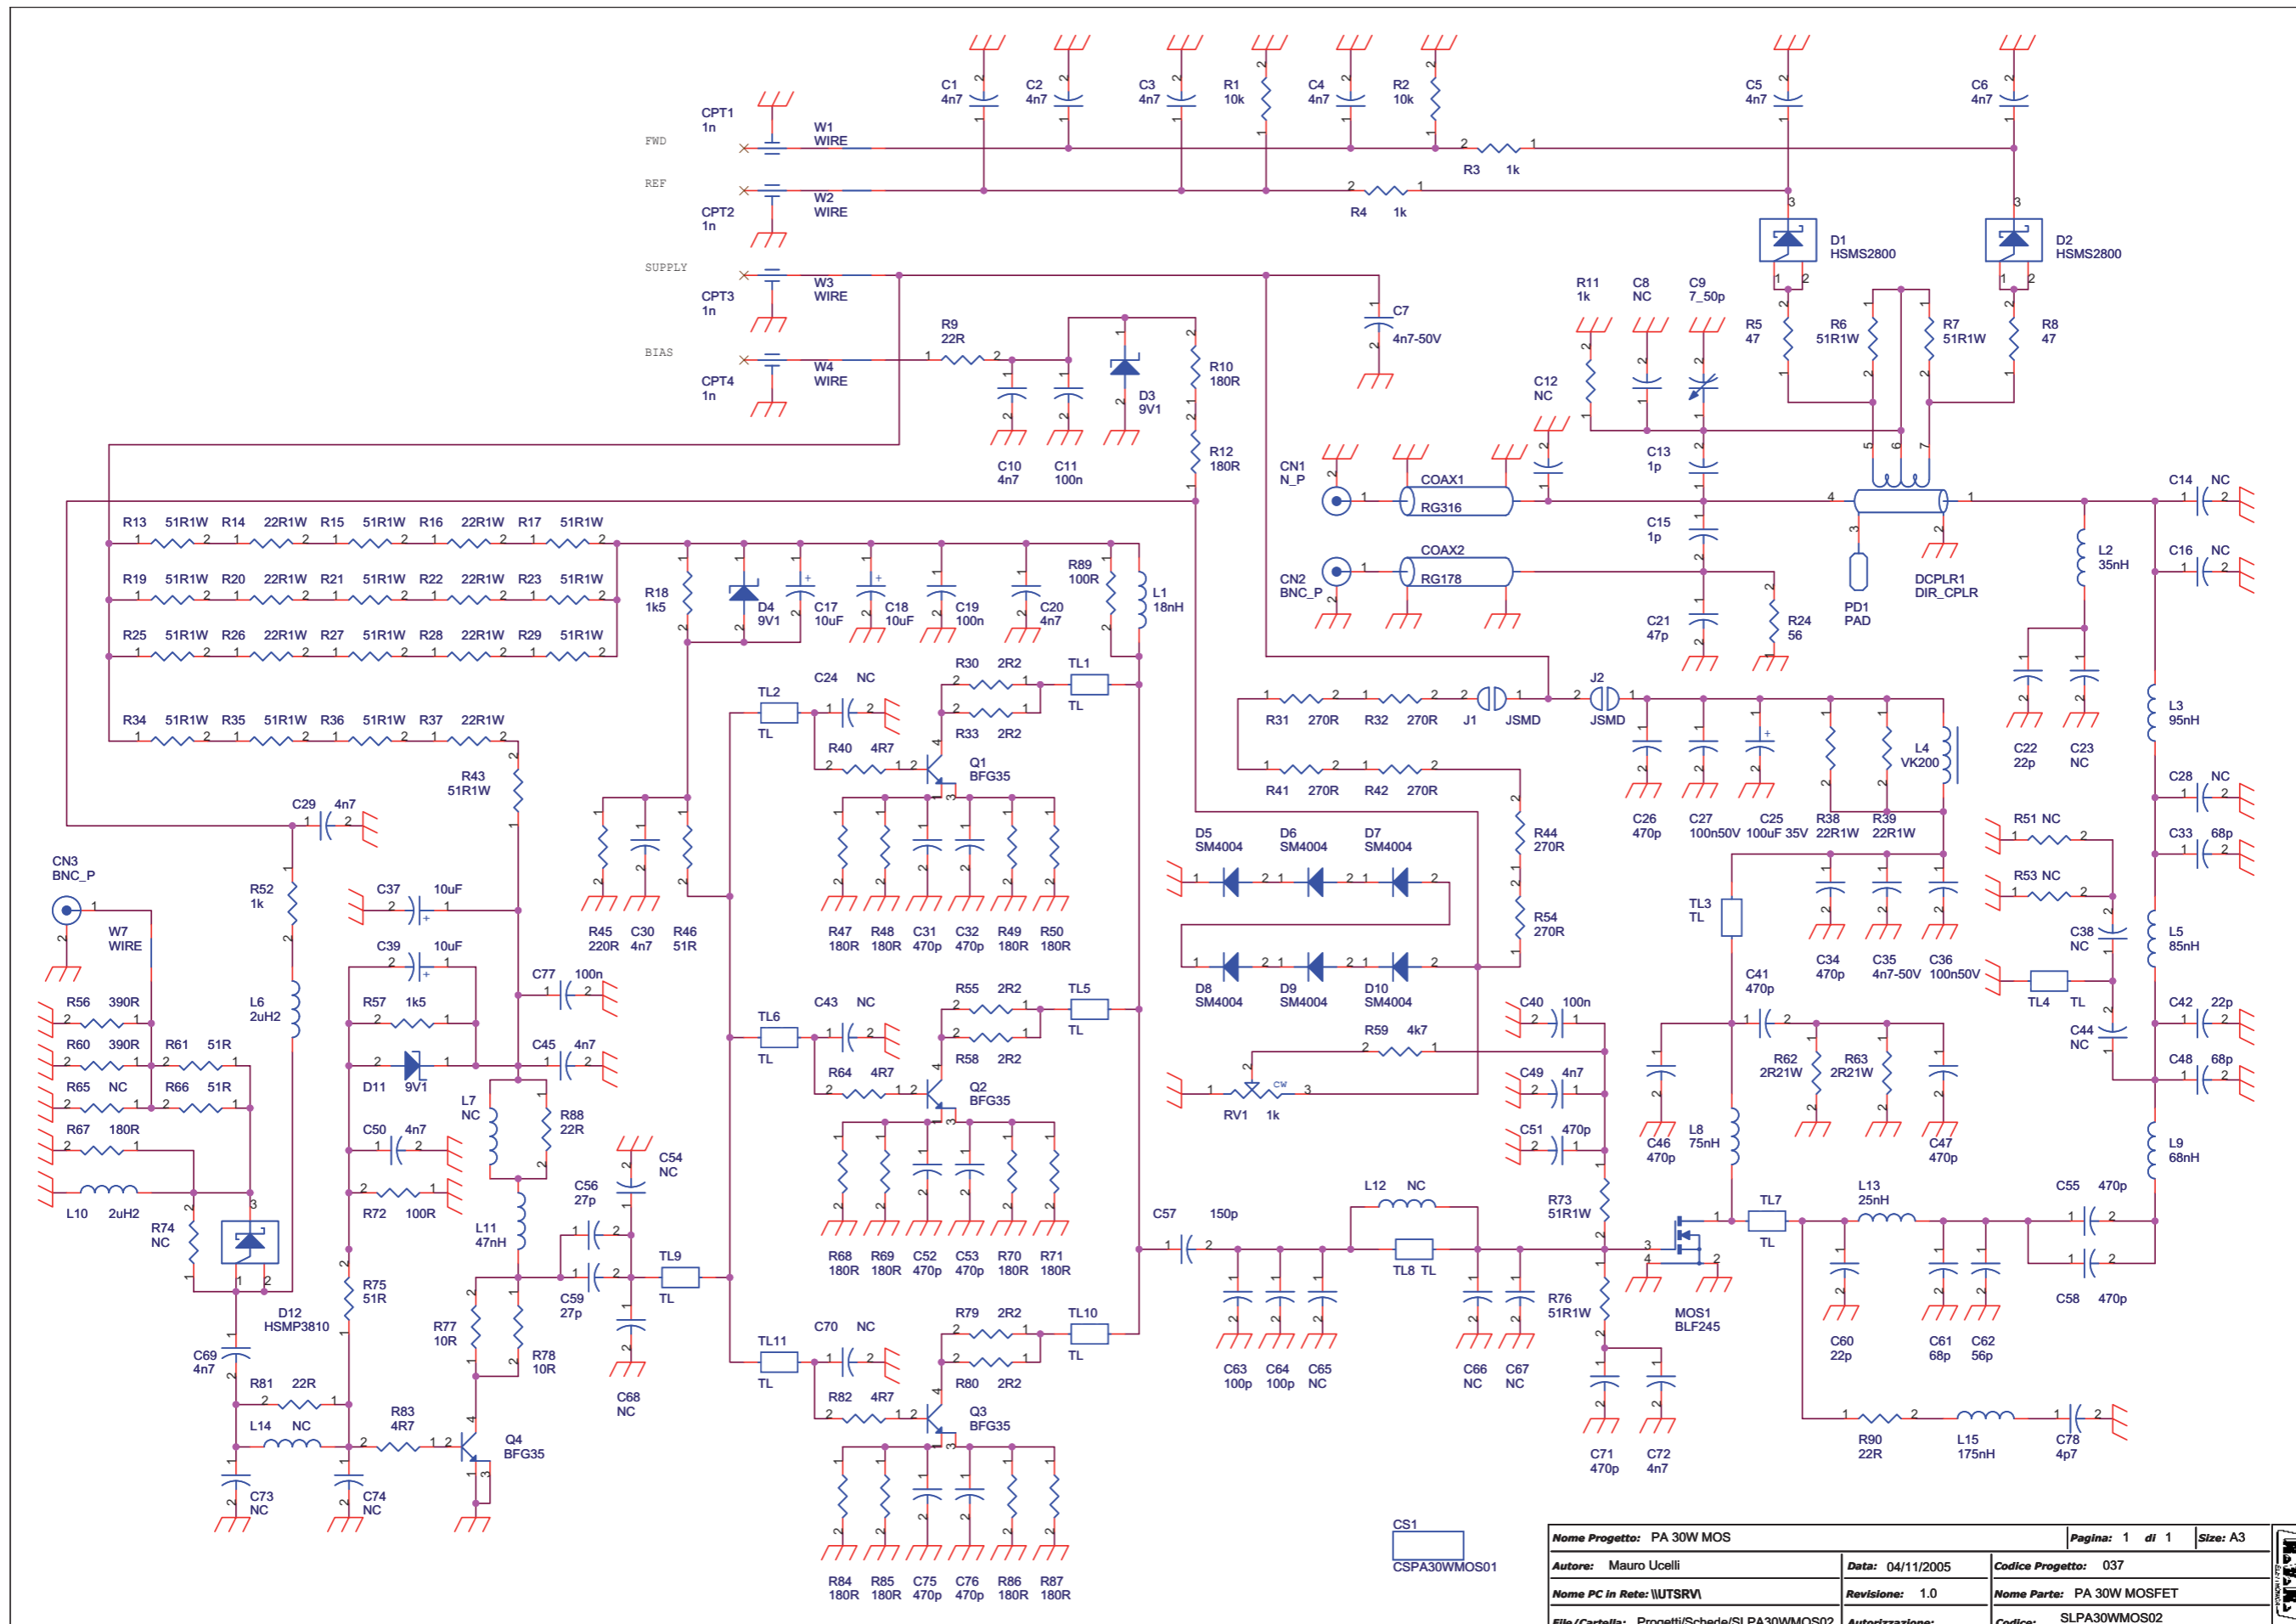 C1
4n7
C2
4n7
C3
4n7
R1
10k
C4
4n7
R2
10k
C5
4n7
C6
4n7
CPT1
1n
FWD
W1
WIRE
R3 1k
REF
CPT2
1n
W2
WIRE
R4 1k
D1
HSMS2800
D2
HSMS2800
SUPPLY
CPT3
1n
W3
WIRE
C7
4n7-50V
R11
1k
C8
NC
C9
7_50p
R5
47
R6
51R1W
R7
51R1W
R8
47
BIAS
CPT4
1n
W4
WIRE
R9
22R
R10
180R
D3
9V1
C10
4n7
C11
100n
R12
180R
C12
NC
CN1
N_P
COAX1
RG316
C13
1p
C15
1p
CN2
BNC_P
COAX2
RG178
C21
47p
R24
56
PD1
PAD
DCPLR1
DIR_CPLR
C14 NC
L2
35nH
C16 NC
R13 51R1W R14 22R1W R15 51R1W R16 22R1W R17 51R1W
R19 51R1W R20 22R1W R21 51R1W R22 22R1W R23 51R1W
R25 51R1W R26 22R1W R27 51R1W R28 22R1W R29 51R1W
R34 51R1W R35 51R1W R36 51R1W R37 22R1W
R18
1k5
D4
9V1
C17
10uF
C18
10uF
C19
100n
C20
4n7
R89
100R
L1
18nH
R43
51R1W
TL2
TL
C24 NC
R30 2R2
R33 2R2
TL1
TL
R40 4R7
Q1
BFG35
R31 270R
R32 270R
J1 JSMD
J2
JSMD
R41 270R
R42 270R
C22
22p
C23
NC
L3
95nH
L4
VK200
C26
470p
C27
100n50V
C25
100uF 35V
R38
22R1W
R39
22R1W
C28 NC
C33 68p
R51 NC
R53 NC
C29 4n7
CN3
BNC_P
R52
1k
C37 10uF
W7
WIRE
R45
220R
C30
4n7
R46
51R
R47
180R
R48
180R
C31
470p
C32
470p
R49
180R
R50
180R
D5
SM4004
D6
SM4004
D7
SM4004
R44
270R
R54
270R
D8
SM4004
D9
SM4004
D10
SM4004
TL3
TL
C34
470p
C35
4n7-50V
C36
100n50V
C38
NC
L5
85nH
TL4 TL
C39 10uF
R57 1k5
C77 100n
L6
2uH2
R56 390R
R60 390R
R61 51R
R65 NC
R66 51R
R67 180R
D11 9V1
C45 4n7
L7
NC
R88
22R
C50 4n7
R72 100R
L10 2uH2
R74
NC
L11
47nH
C56
27p
C54
NC
C59
27p
TL9
TL
C68
NC
TL6
TL
C43 NC
R55 2R2
R58 2R2
TL5
TL
R64 4R7
Q2
BFG35
R68
180R
R69
180R
C52
470p
C53
470p
R70
180R
R71
180R
C40 100n
R59 4k7
C49 4n7
RV1 1k
CW
C51 470p
C41
470p
R62
2R21W
R63
2R21W
C44
NC
C42 22p
C48 68p
C46
470p
L8
75nH
C47
470p
L9
68nH
C57 150p
L12 NC
TL8 TL
R73
51R1W
R76
51R1W
MOS1
BLF245
TL7
TL
L13
25nH
C55 470p
C58 470p
C60
22p
C61
68p
C62
56p
C63
100p
C64
100p
C65
NC
C66
NC
C67
NC
D12
HSMP3810
R75
51R
R77
10R
R78
10R
C69
4n7
R81 22R
L14 NC
R83
4R7
Q4
BFG35
C73
NC
C74
NC
TL11
TL
C70 NC
R79 2R2
R80 2R2
TL10
TL
R82 4R7
Q3
BFG35
R84
180R
R85
180R
C75
470p
C76
470p
R86
180R
R87
180R
C71
470p
C72
4n7
R90
22R
L15
175nH
C78
4p7
CS1
CSPA30WMOS01
Nome Progetto: PA 30W MOS Pagina: 1 di 1 Size: A3
Autore: Mauro Ucelli Data: 04/11/2005 Codice Progetto: 037
Nome PC in Rete: \\UTSRV\ Revisione: 1.0 Nome Parte: PA 30W MOSFET
File/Cartella: Progetti/Schede/SLPA30WMOS02 Autorizzazione: Codice: SLPA30WMOS02